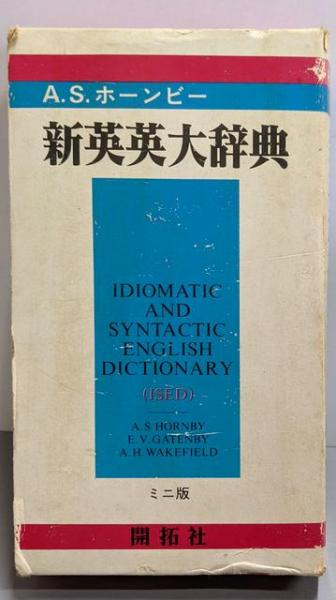 A.S.ホーンビー
新英英大辞典
IDIOMATIC
AND
SYNTACTIC
ENGLISH
DICTIONARY
(ISED)
A.S.HORNBY
E.V.GATENBY
A.H.WAKEFIELD
ミニ版
開拓社